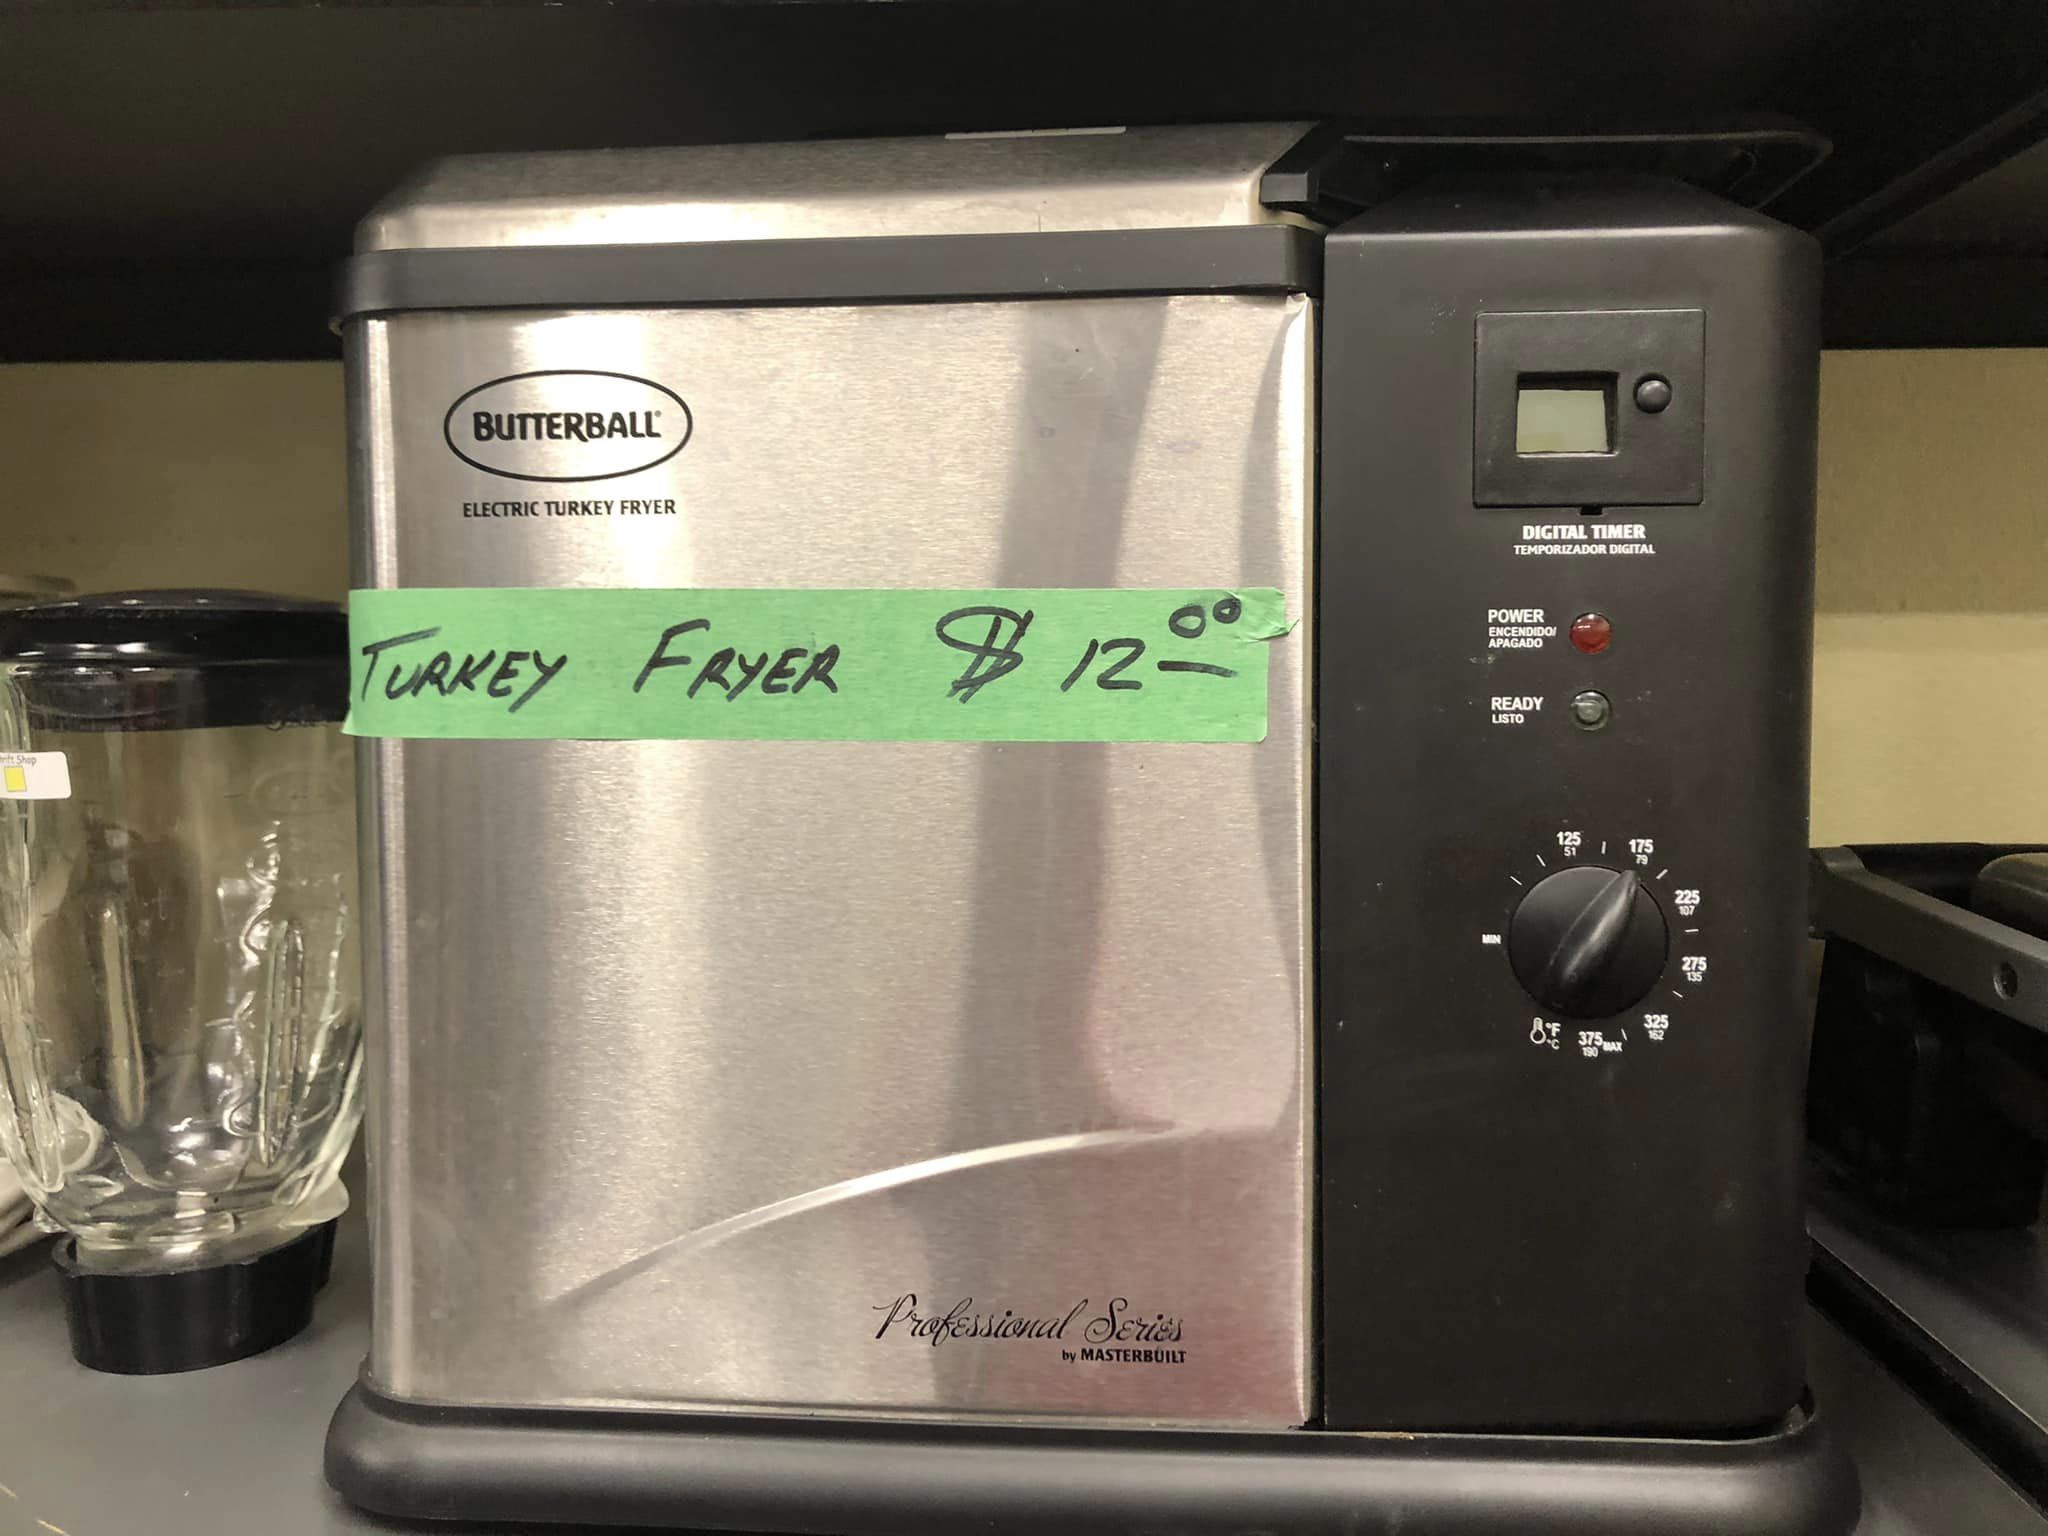 BUTTERBALL®
ELECTRIC TURKEY FRYER
TURKEY FRYER $ 12 00
DIGITAL TIMER
TEMPORIZADOR DIGITAL
POWER
ENCENDIDO/
APAGADO
READY
LISTO
125
51
175
79
225
107
MIN
275
135
325
162
375 MAX
190
°F
°C
Professional Series
by MASTERBUILT
Shop